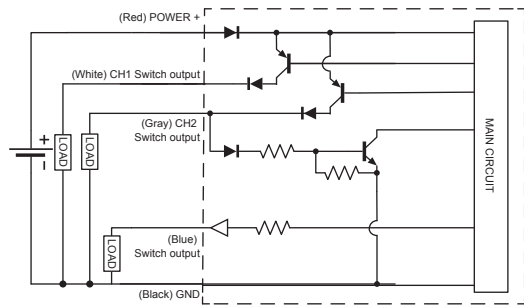 (Red) POWER +
(White) CH1 Switch output
(Gray) CH2
Switch output
LOAD
LOAD
+
-
MAIN CIRCUIT
(Blue)
Switch output
LOAD
(Black) GND